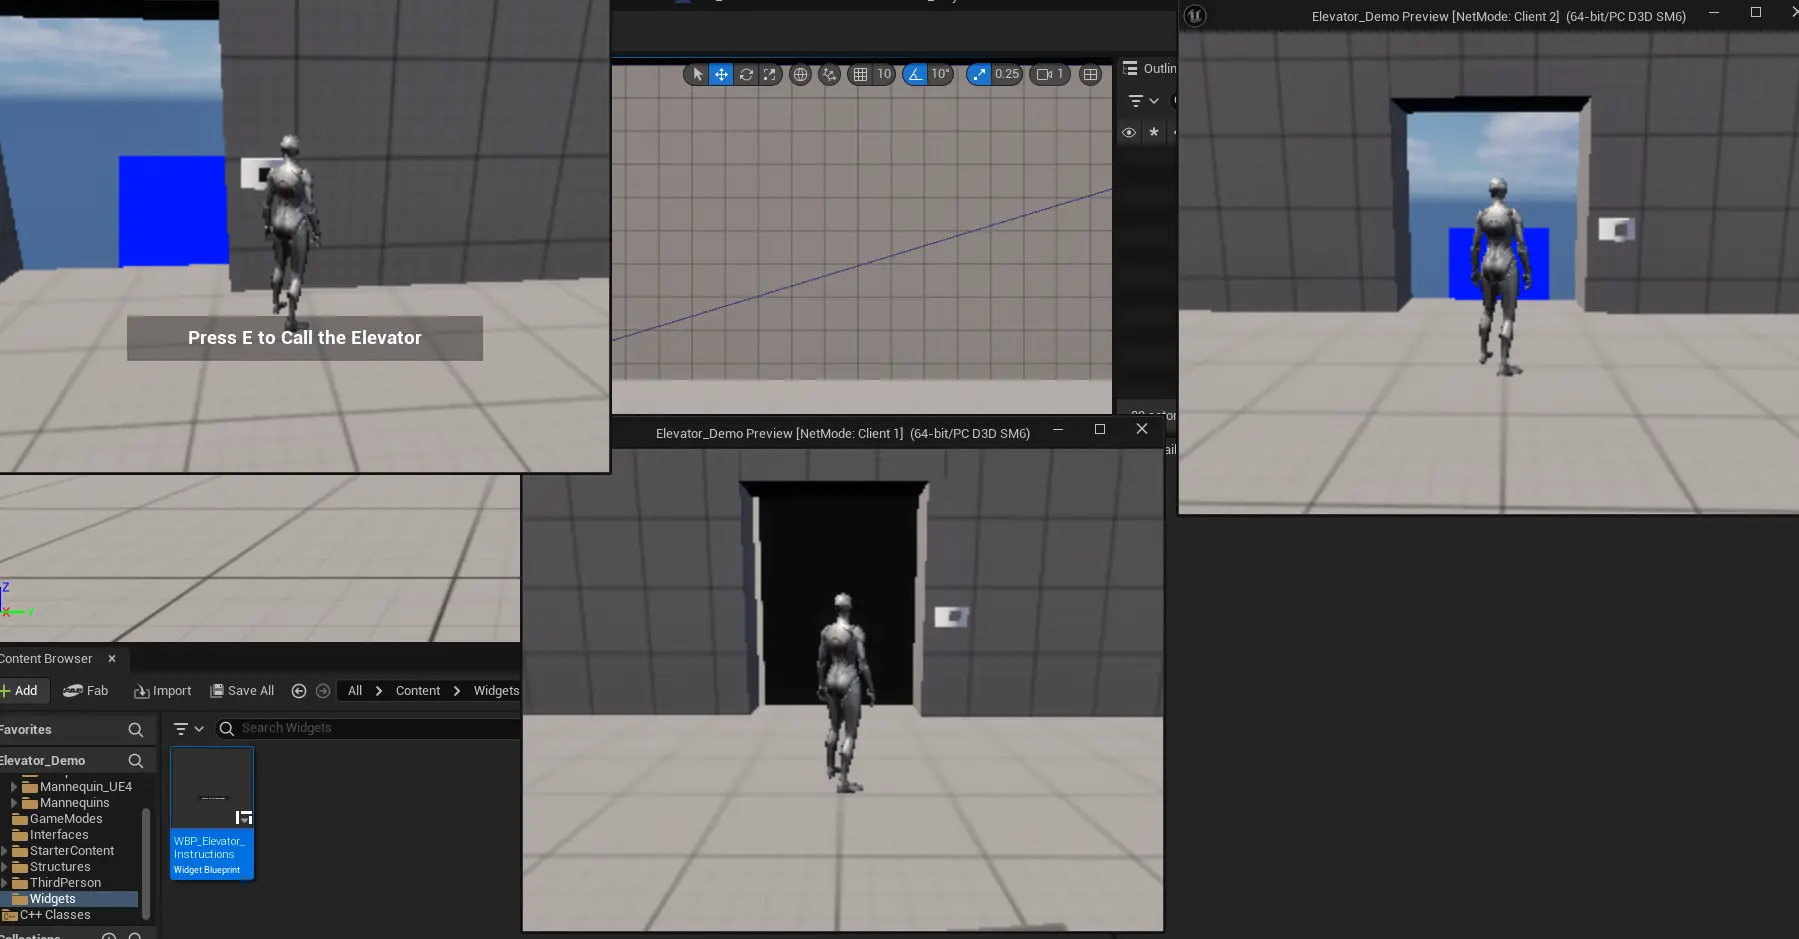 Press E to Call the Elevator
10
10°
0.25
1
Outlin
Elevator_Demo Preview [NetMode: Client 2] (64-bit/PC D3D SM6)
Elevator_Demo Preview [NetMode: Client 1] (64-bit/PC D3D SM6)
Z
X
Y
Content Browser
Add
Fab
Import
Save All
All
Content
Widgets
Favorites
Search Widgets
Elevator_Demo
Mannequin_UE4
Mannequins
GameModes
Interfaces
StarterContent
Structures
ThirdPerson
Widgets
C++ Classes
WBP_Elevator_
Instructions
Widget Blueprint